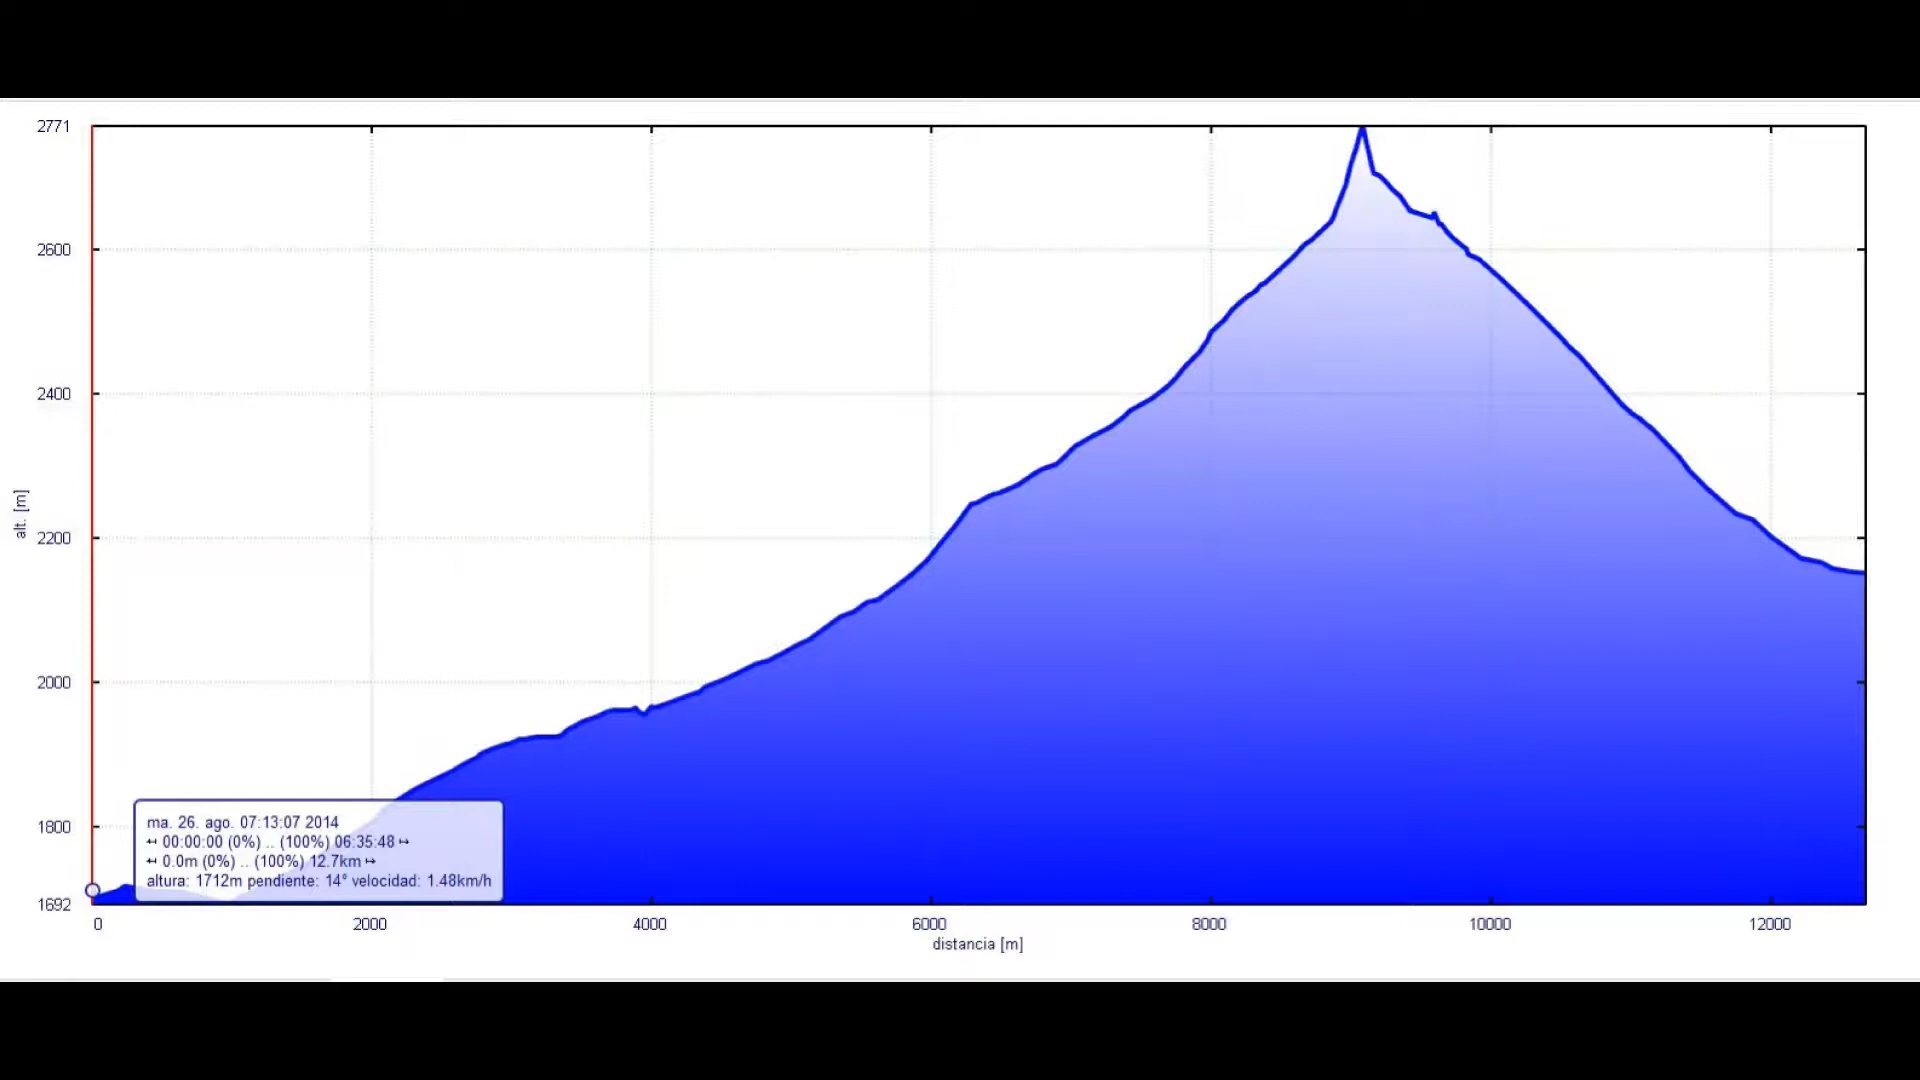 2771
2600
2400
2200
2000
1800
1692
alt. [m]
ma. 26. ago. 07:13:07 2014
↤ 00:00:00 (0%) .. (100%) 06:35:48 ↦
↤ 0.0m (0%) .. (100%) 12.7km ↦
altura: 1712m pendiente: 14° velocidad: 1.48km/h
0 2000 4000 6000 8000 10000 12000
distancia [m]